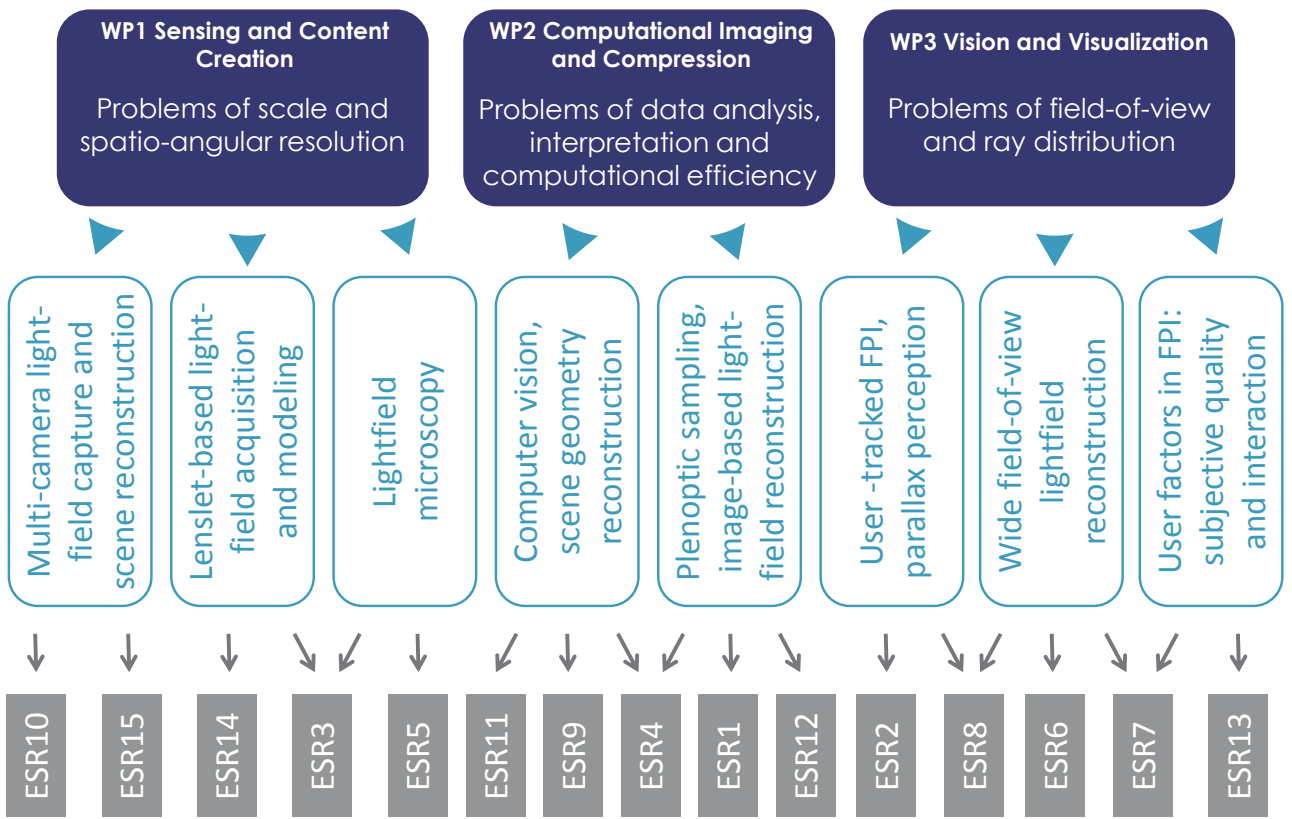 WP1 Sensing and Content
Creation
Problems of scale and
spatio-angular resolution
WP2 Computational Imaging
and Compression
Problems of data analysis,
interpretation and
computational efficiency
WP3 Vision and Visualization
Problems of field-of-view
and ray distribution
Multi-camera light-
field capture and
scene reconstruction
Lenslet-based light-
field acquisition
and modeling
Lightfield
microscopy
Computer vision,
scene geometry
reconstruction
Plenoptic sampling,
image-based light-
field reconstruction
User -tracked FPI,
parallax perception
Wide field-of-view
lightfield
reconstruction
User factors in FPI:
subjective quality
and interaction
ESR10
ESR15
ESR14
ESR3
ESR5
ESR11
ESR9
ESR4
ESR1
ESR12
ESR2
ESR8
ESR6
ESR7
ESR13